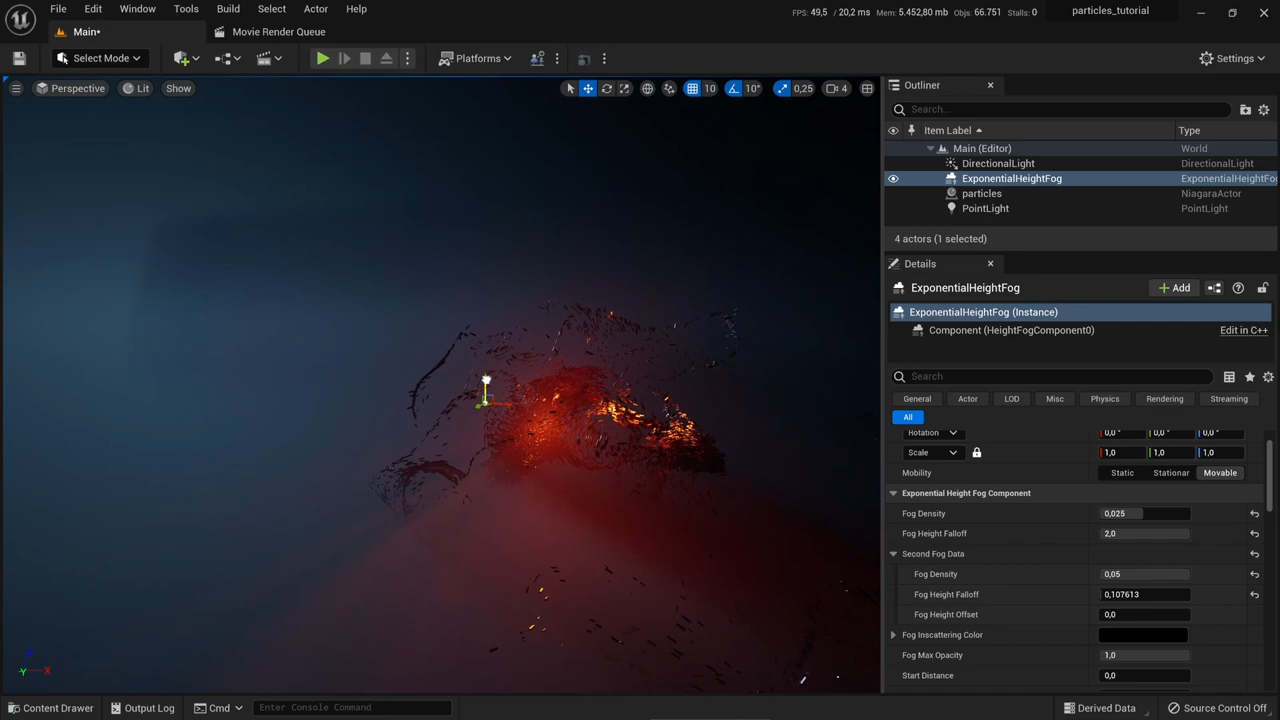 File Edit Window Tools Build Select Actor Help
FPS: 49,5 / 20,2 ms Mem: 5.452,80 mb Objs: 66.751 Stalls: 0
particles_tutorial
Main•
Movie Render Queue
Select Mode
Platforms
Settings
Perspective Lit Show
10 10° 0,25 4
Outliner
Search...
Item Label Type
Main (Editor) World
DirectionalLight DirectionalLight
ExponentialHeightFog ExponentialHeightFo
particles NiagaraActor
PointLight PointLight
4 actors (1 selected)
Details
ExponentialHeightFog
Add
ExponentialHeightFog (Instance)
Component (HeightFogComponent0) Edit in C++
Search
General Actor LOD Misc Physics Rendering Streaming
All
Rotation 0,0 ° 0,0 ° 0,0 °
Scale 1,0 1,0 1,0
Mobility Static Stationar Movable
Exponential Height Fog Component
Fog Density 0,025
Fog Height Falloff 2,0
Second Fog Data
Fog Density 0,05
Fog Height Falloff 0,107613
Fog Height Offset 0,0
Fog Inscattering Color
Fog Max Opacity 1,0
Start Distance 0,0
Z
Y X
Content Drawer Output Log Cmd Enter Console Command
Derived Data Source Control Off